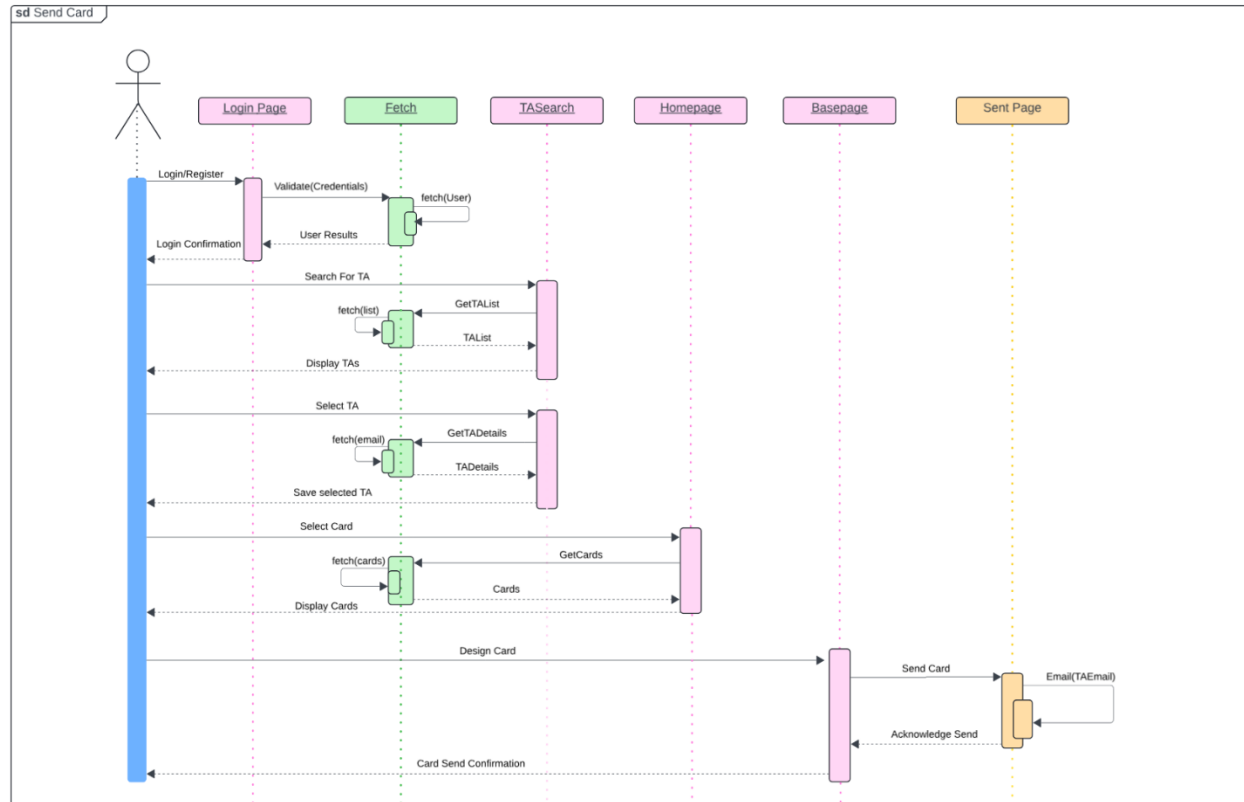 sd Send Card
Login Page
Fetch
TASearch
Homepage
Basepage
Sent Page
Login/Register
Validate(Credentials)
fetch(User)
User Results
Login Confirmation
Search For TA
GetTAList
fetch(list)
TAList
Display TAs
Select TA
GetTADetails
fetch(email)
TADetails
Save selected TA
Select Card
GetCards
fetch(cards)
Cards
Display Cards
Design Card
Send Card
Email(TAEmail)
Acknowledge Send
Card Send Confirmation